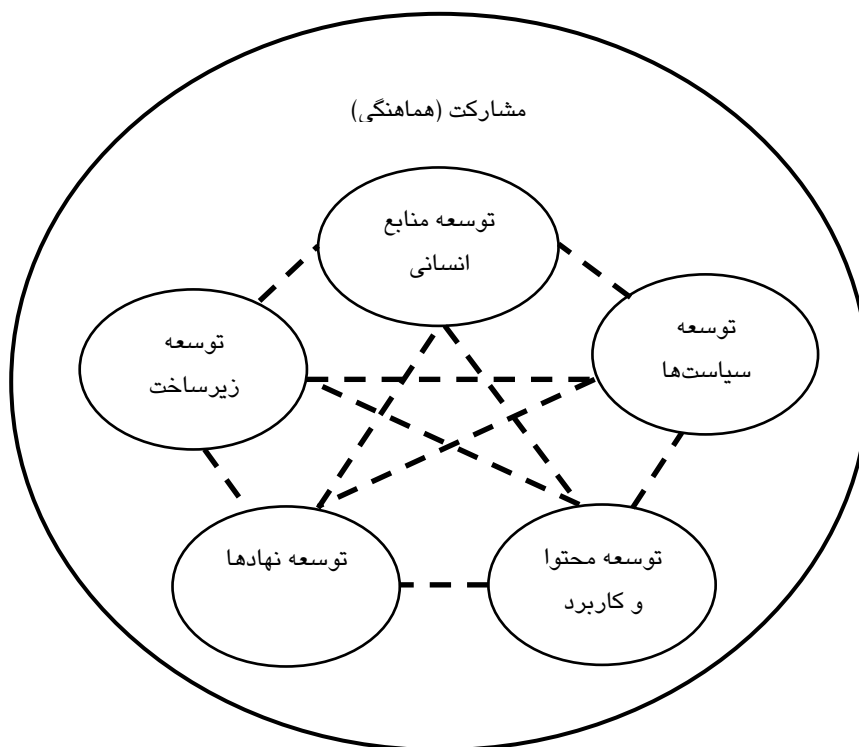 مشارکت (هماهنگی)
توسعه منابع
انسانی
توسعه
سیاست‌ها
توسعه
زیرساخت
توسعه محتوا
و کاربرد
توسعه نهادها